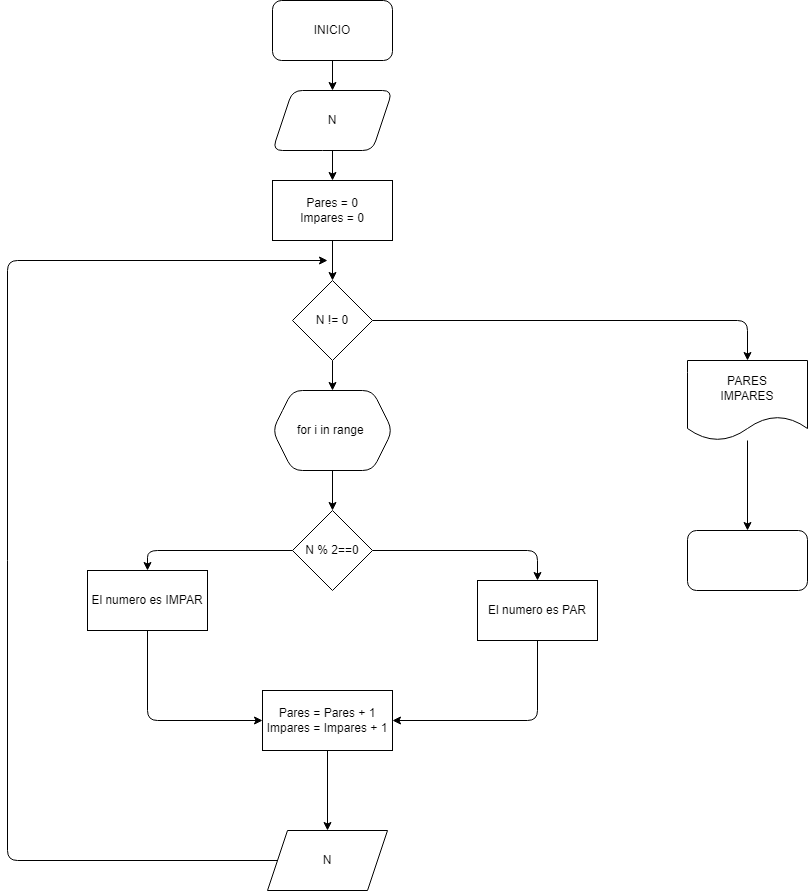 INICIO
N
Pares = 0
Impares = 0
N != 0
PARES
IMPARES
for i in range
N % 2==0
El numero es IMPAR
El numero es PAR
Pares = Pares + 1
Impares = Impares + 1
N